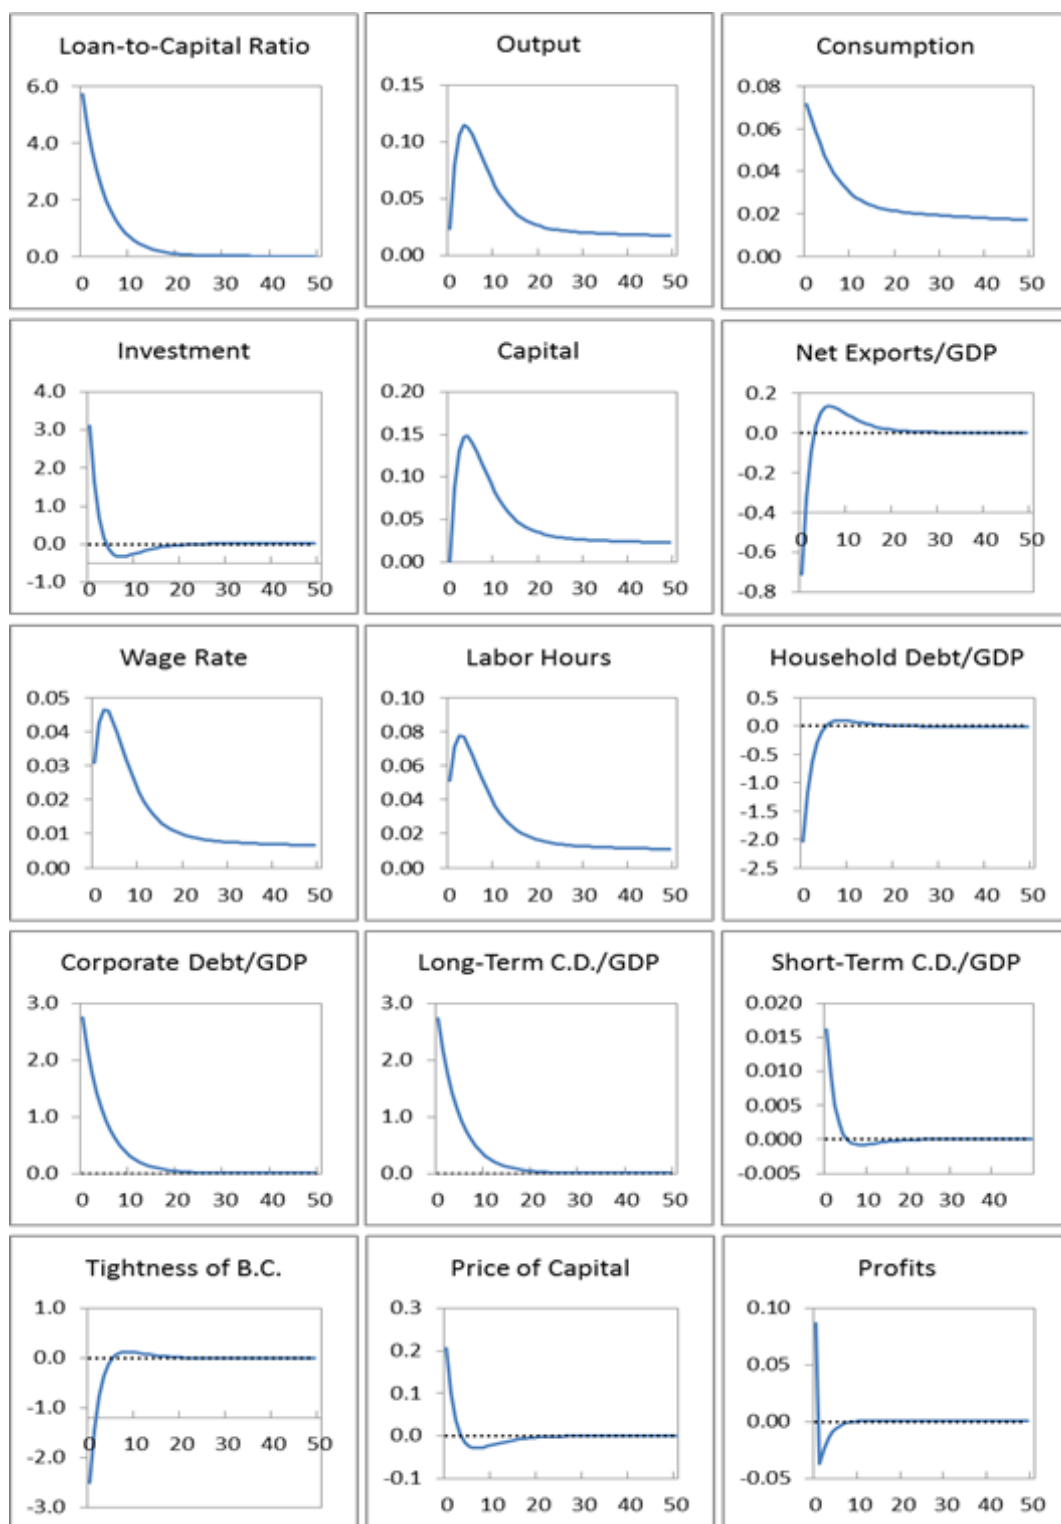 Loan-to-Capital Ratio
6.0
4.0
2.0
0.0
0 10 20 30 40 50
Output
0.15
0.10
0.05
0.00
0 10 20 30 40 50
Consumption
0.08
0.06
0.04
0.02
0.00
0 10 20 30 40 50
Investment
4.0
3.0
2.0
1.0
0.0
-1.0
0 10 20 30 40 50
Capital
0.20
0.15
0.10
0.05
0.00
0 10 20 30 40 50
Net Exports/GDP
0.2
0.0
-0.2
-0.4
-0.6
-0.8
0 10 20 30 40 50
Wage Rate
0.05
0.04
0.03
0.02
0.01
0.00
0 10 20 30 40 50
Labor Hours
0.10
0.08
0.06
0.04
0.02
0.00
0 10 20 30 40 50
Household Debt/GDP
0.5
0.0
-0.5
-1.0
-1.5
-2.0
-2.5
0 10 20 30 40 50
Corporate Debt/GDP
3.0
2.0
1.0
0.0
0 10 20 30 40 50
Long-Term C.D./GDP
3.0
2.0
1.0
0.0
0 10 20 30 40 50
Short-Term C.D./GDP
0.020
0.015
0.010
0.005
0.000
-0.005
0 10 20 30 40
Tightness of B.C.
1.0
0.0
-1.0
-2.0
-3.0
0 10 20 30 40 50
Price of Capital
0.3
0.2
0.1
0.0
-0.1
0 10 20 30 40 50
Profits
0.10
0.05
0.00
-0.05
0 10 20 30 40 50